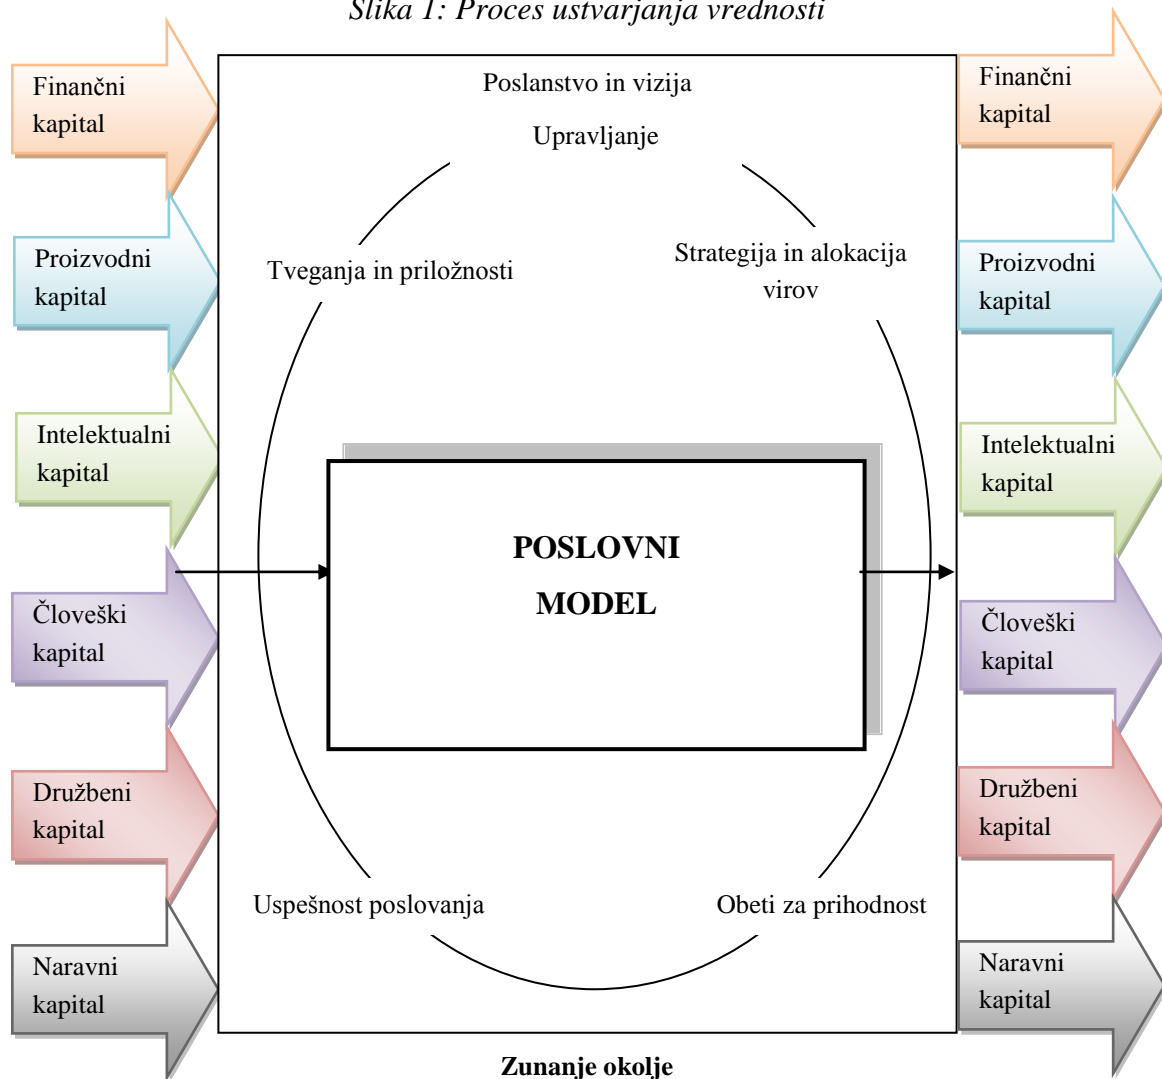 Slika 1: Proces ustvarjanja vrednosti
Finančni
kapital
Proizvodni
kapital
Intelektualni
kapital
Človeški
kapital
Družbeni
kapital
Naravni
kapital
Poslanstvo in vizija
Upravljanje
Tveganja in priložnosti
Strategija in alokacija
virov
POSLOVNI
MODEL
Uspešnost poslovanja
Obeti za prihodnost
Finančni
kapital
Proizvodni
kapital
Intelektualni
kapital
Človeški
kapital
Družbeni
kapital
Naravni
kapital
Zunanje okolje